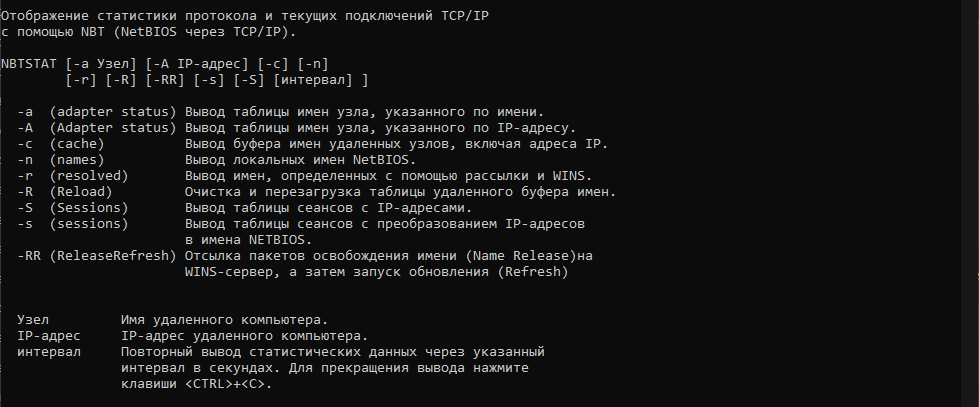 Отображение статистики протокола и текущих подключений TCP/IP
с помощью NBT (NetBIOS через TCP/IP).
NBTSTAT [-a Узел] [-A IP-адрес] [-c] [-n]
[-r] [-R] [-RR] [-s] [-S] [интервал] ]
-a (adapter status) Вывод таблицы имен узла, указанного по имени.
-A (Adapter status) Вывод таблицы имен узла, указанного по IP-адресу.
-c (cache) Вывод буфера имен удаленных узлов, включая адреса IP.
-n (names) Вывод локальных имен NetBIOS.
-r (resolved) Вывод имен, определенных с помощью рассылки и WINS.
-R (Reload) Очистка и перезагрузка таблицы удаленного буфера имен.
-S (Sessions) Вывод таблицы сеансов с IP-адресами.
-s (sessions) Вывод таблицы сеансов с преобразованием IP-адресов
в имена NETBIOS.
-RR (ReleaseRefresh) Отсылка пакетов освобождения имени (Name Release)на
WINS-сервер, а затем запуск обновления (Refresh)
Узел Имя удаленного компьютера.
IP-адрес IP-адрес удаленного компьютера.
интервал Повторный вывод статистических данных через указанный
интервал в секундах. Для прекращения вывода нажмите
клавиши <CTRL>+<C>.